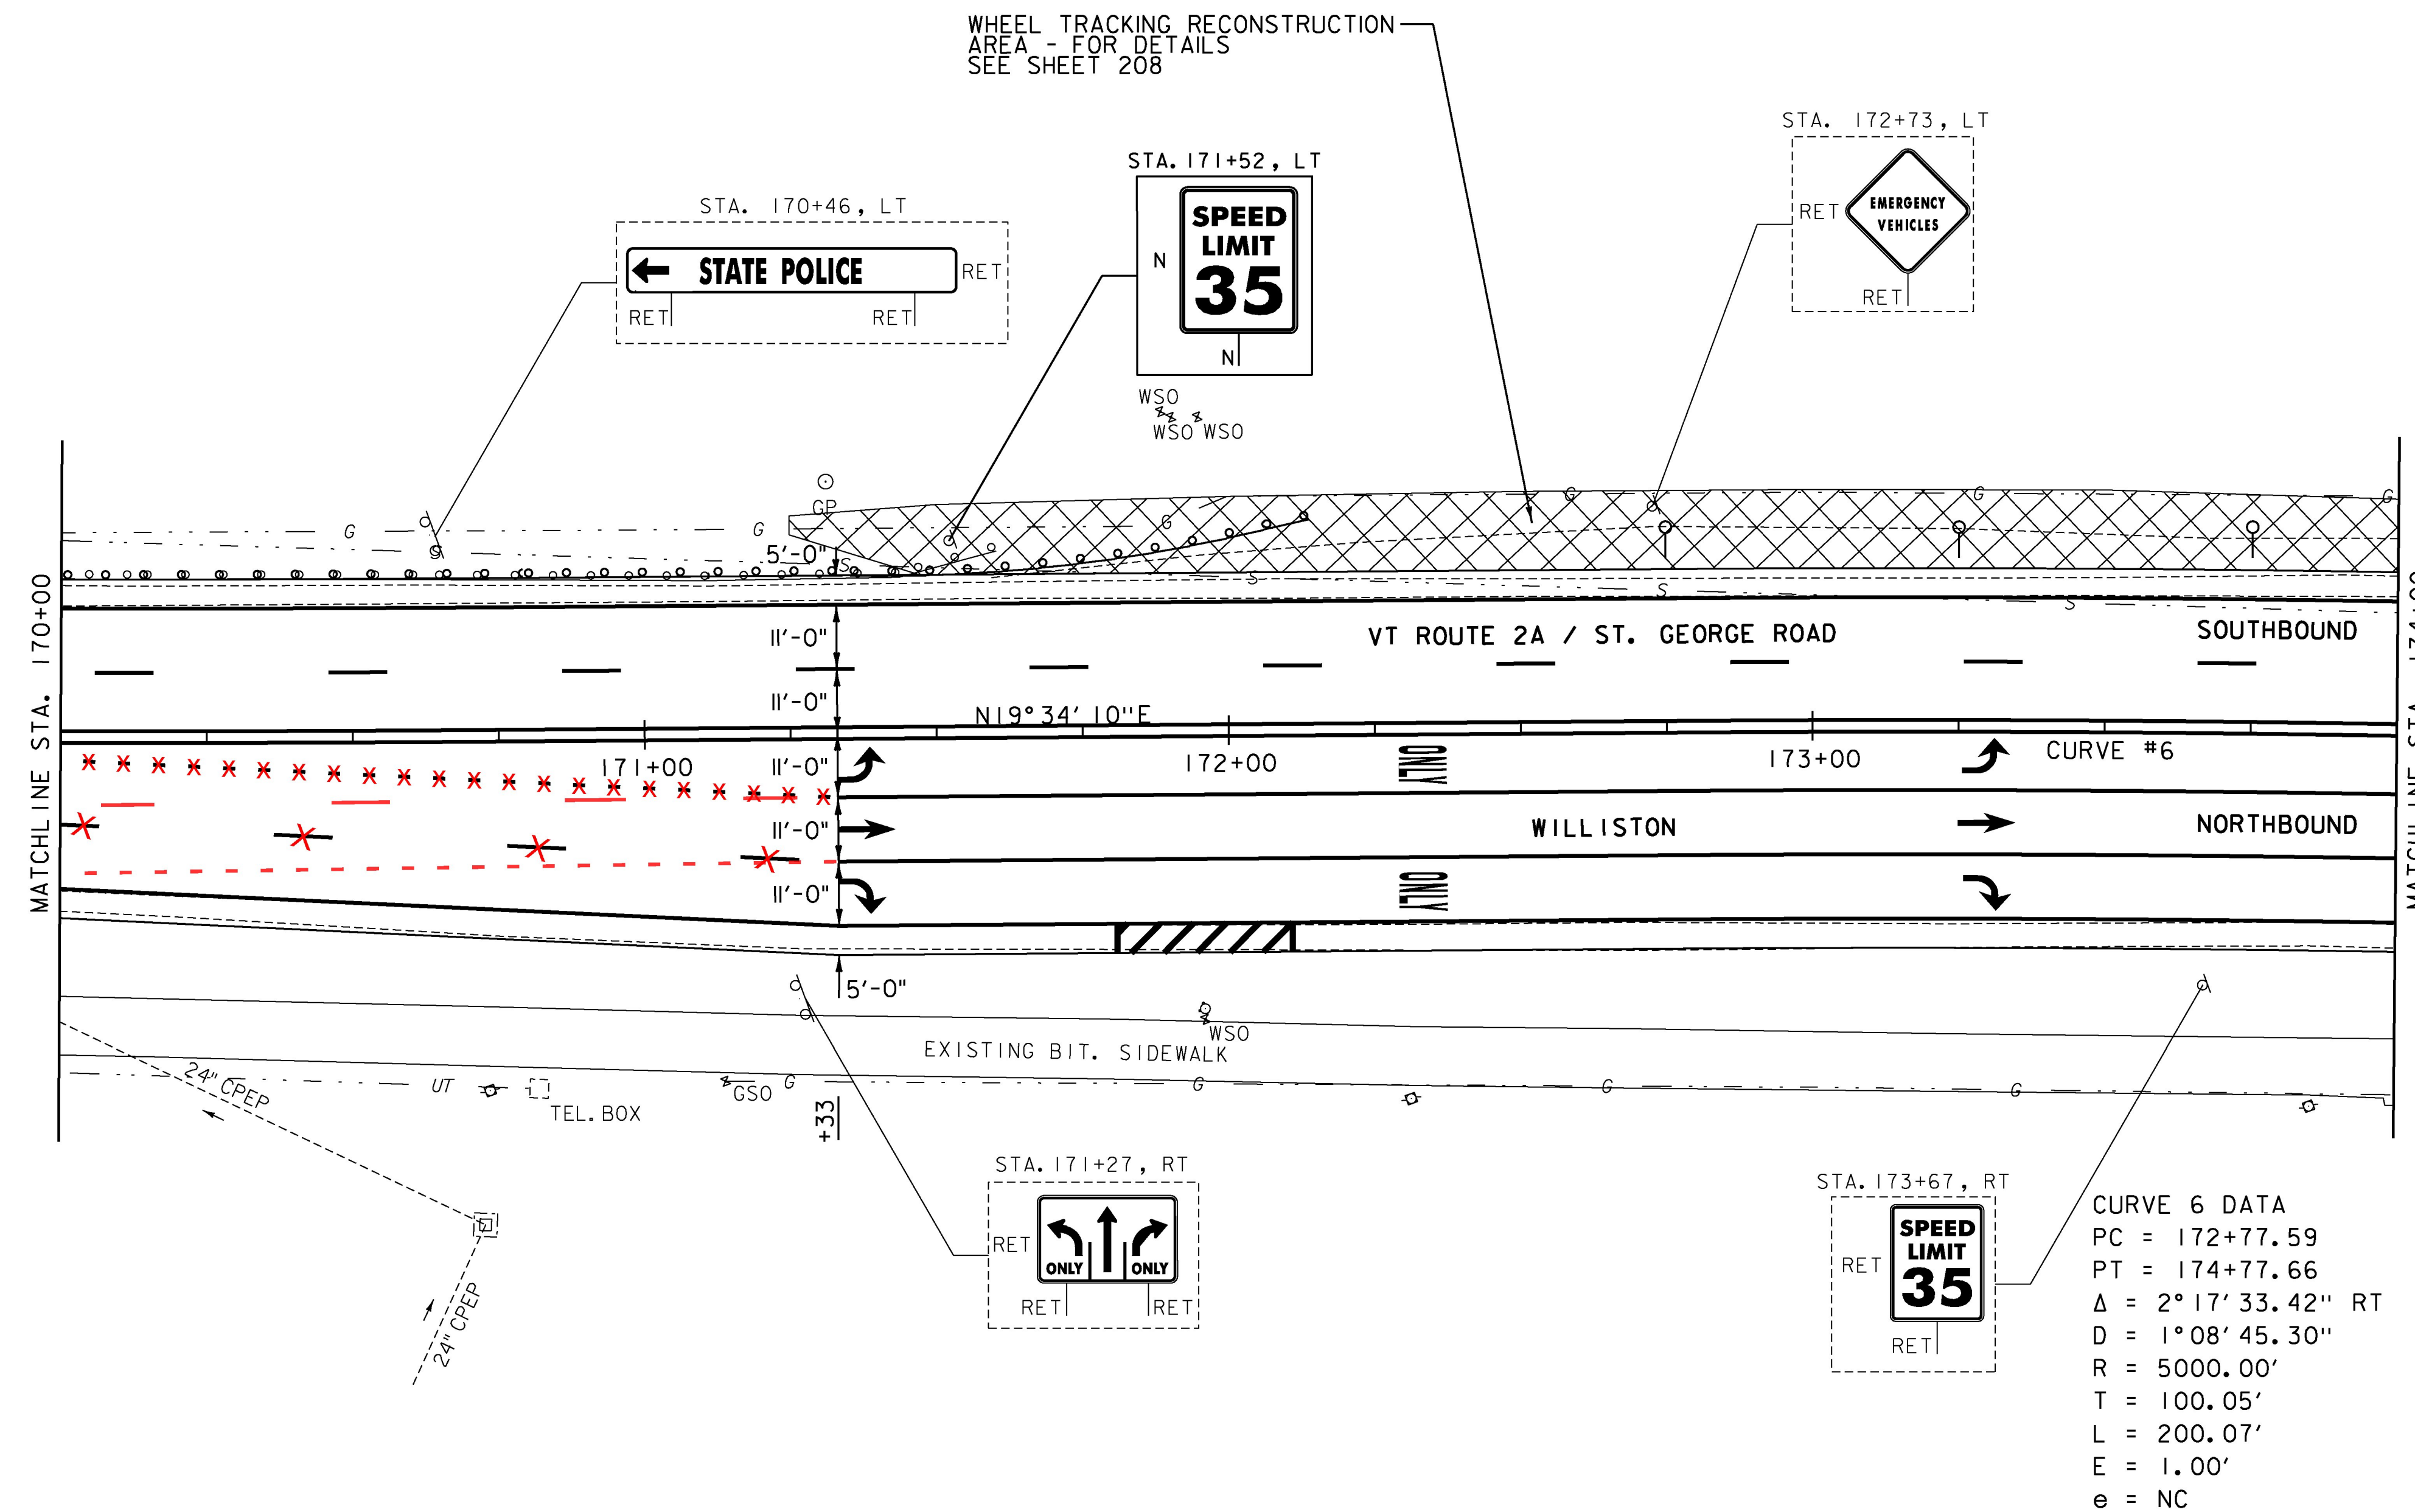 WHEEL TRACKING RECONSTRUCTION
AREA - FOR DETAILS
SEE SHEET 208
STA. 172+73, LT
RET
EMERGENCY
VEHICLES
RET
STA. 171+52, LT
N
SPEED
LIMIT
35
N
STA. 170+46, LT
STATE POLICE
RET
RET
RET
WSO
WSO WSO
GP
G
G
G
G
G
G
5'-0"
S
S
S
S
MATCHLINE STA. 170+00
11'-0"
VT ROUTE 2A / ST. GEORGE ROAD
SOUTHBOUND
11'-0"
N19°34'10"E
171+00
11'-0"
172+00
ONLY
173+00
CURVE #6
11'-0"
WILLISTON
NORTHBOUND
11'-0"
ONLY
5'-0"
WSO
EXISTING BIT. SIDEWALK
24" CPEP
UT
TEL. BOX
GSO
G
G
G
G
+33
24" CPEP
STA. 171+27, RT
RET
ONLY
ONLY
RET
RET
STA. 173+67, RT
RET
SPEED
LIMIT
35
RET
CURVE 6 DATA
PC = 172+77.59
PT = 174+77.66
Δ = 2°17'33.42" RT
D = 1°08'45.30"
R = 5000.00'
T = 100.05'
L = 200.07'
E = 1.00'
e = NC